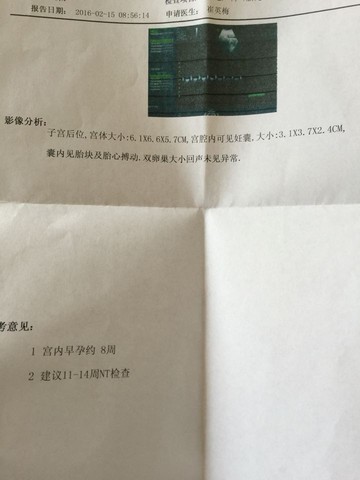 报告日期: 2016-02-15 08:56:14
申请医生: 崔英梅
影像分析:
子宫后位,宫体大小:6.1X6.6X5.7CM,宫腔内可见妊囊,大小:3.1X3.7X2.4CM,
囊内见胎块及胎心搏动.双卵巢大小回声未见异常.
考意见:
1 宫内早孕约 8周
2 建议11-14周NT检查